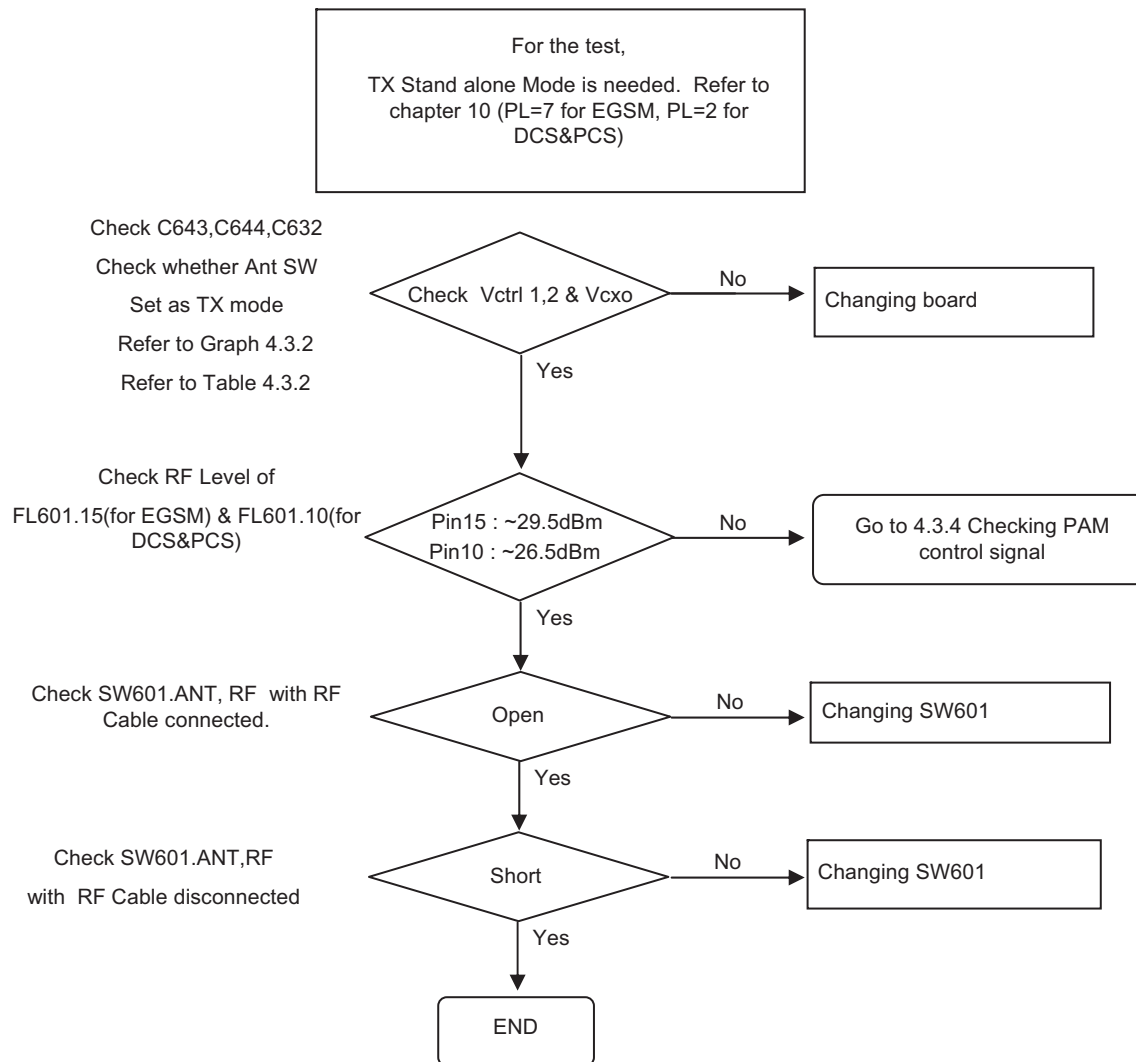 For the test,
TX Stand alone Mode is needed. Refer to
chapter 10 (PL=7 for EGSM, PL=2 for
DCS&PCS)
Check C643,C644,C632
Check whether Ant SW
Set as TX mode
Refer to Graph 4.3.2
Refer to Table 4.3.2
Check Vctrl 1,2 & Vcxo
No
Changing board
Yes
Check RF Level of
FL601.15(for EGSM) & FL601.10(for
DCS&PCS)
Pin15 : ~29.5dBm
Pin10 : ~26.5dBm
No
Go to 4.3.4 Checking PAM
control signal
Yes
Check SW601.ANT, RF with RF
Cable connected.
Open
No
Changing SW601
Yes
Check SW601.ANT,RF
with RF Cable disconnected
Short
No
Changing SW601
Yes
END